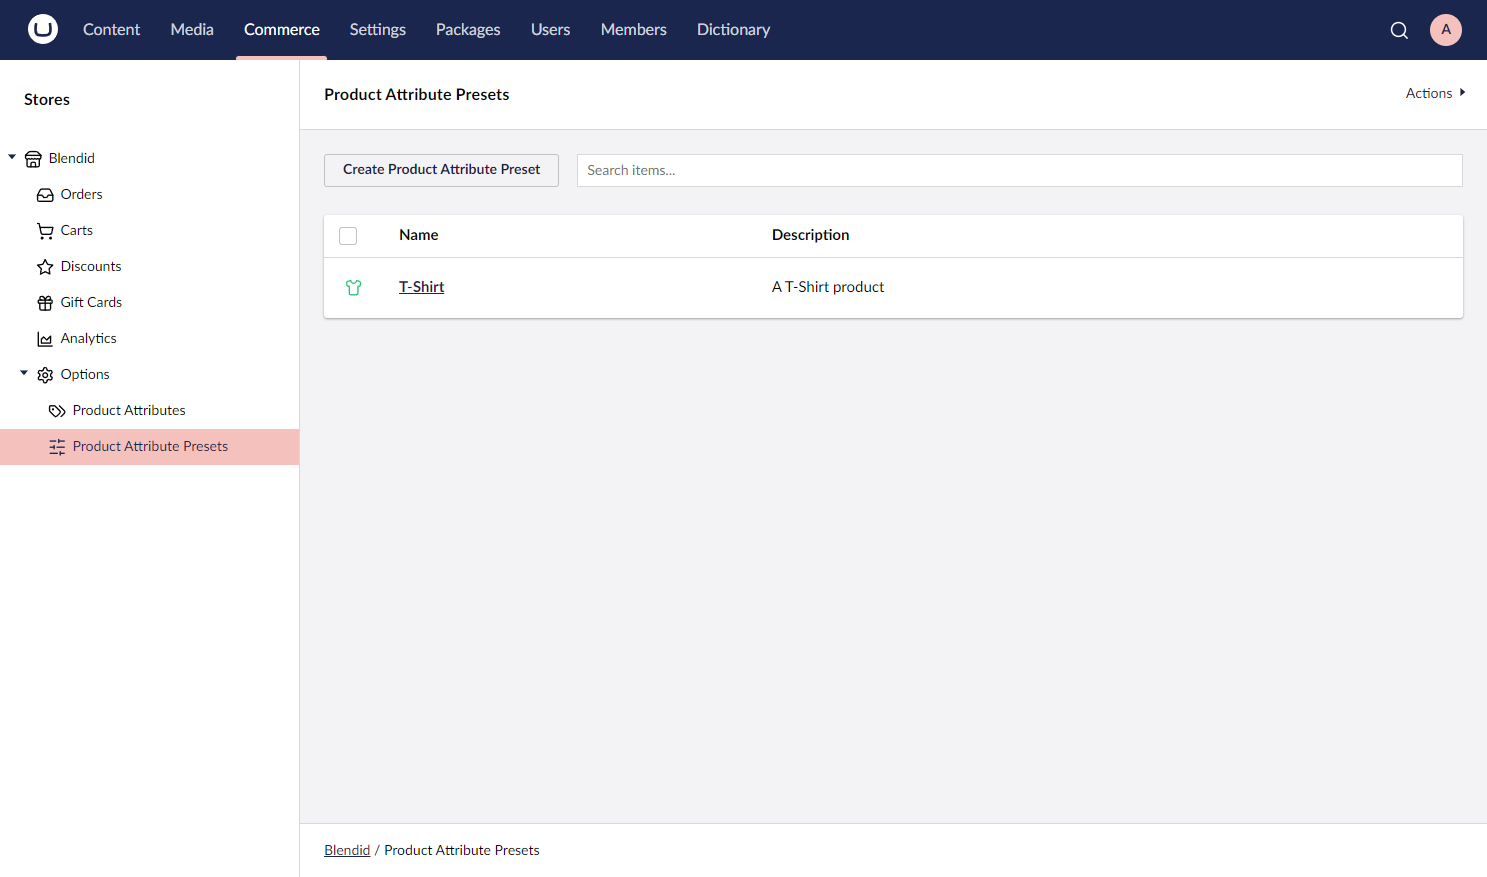 Content Media Commerce Settings Packages Users Members Dictionary A
Stores
Blendid
Orders
Carts
Discounts
Gift Cards
Analytics
Options
Product Attributes
Product Attribute Presets
Product Attribute Presets
Actions
Create Product Attribute Preset
Search items...
Name Description
T-Shirt A T-Shirt product
Blendid / Product Attribute Presets